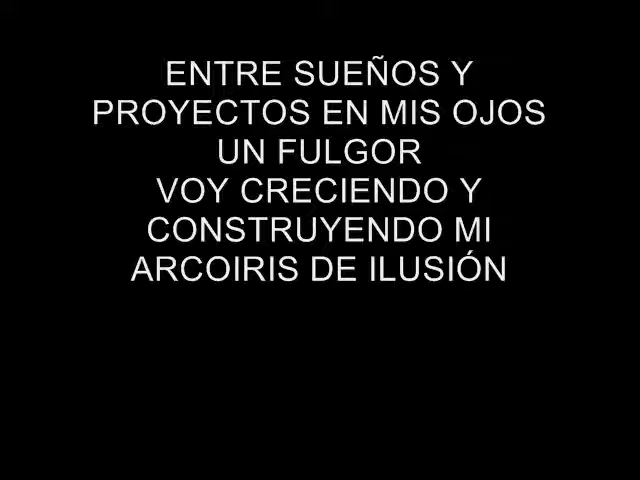 ENTRE SUEÑOS Y
PROYECTOS EN MIS OJOS
UN FULGOR
VOY CRECIENDO Y
CONSTRUYENDO MI
ARCOIRIS DE ILUSIÓN